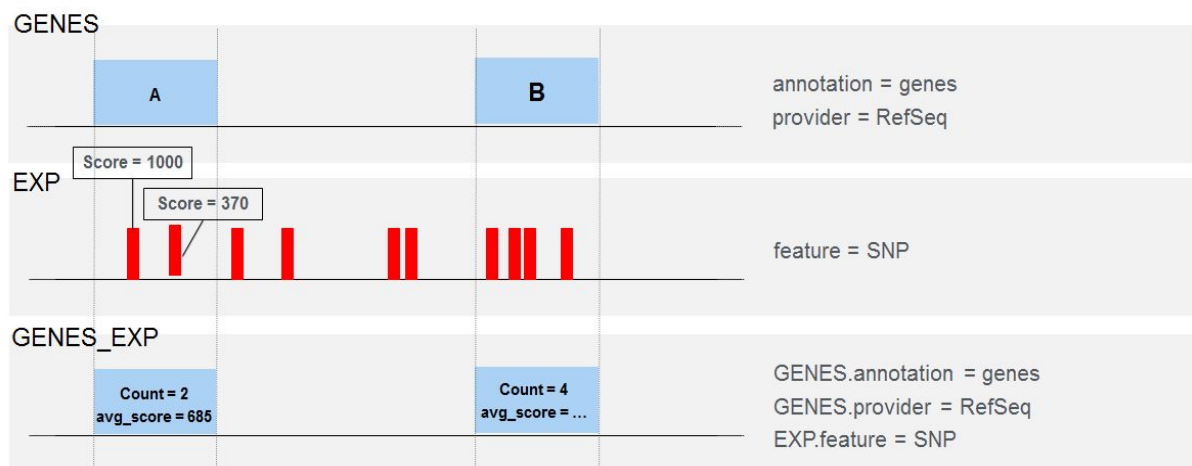 GENES
A
B
annotation = genes
provider = RefSeq
Score = 1000
EXP
Score = 370
feature = SNP
GENES_EXP
Count = 2
avg_score = 685
Count = 4
avg_score = ...
GENES.annotation = genes
GENES.provider = RefSeq
EXP.feature = SNP